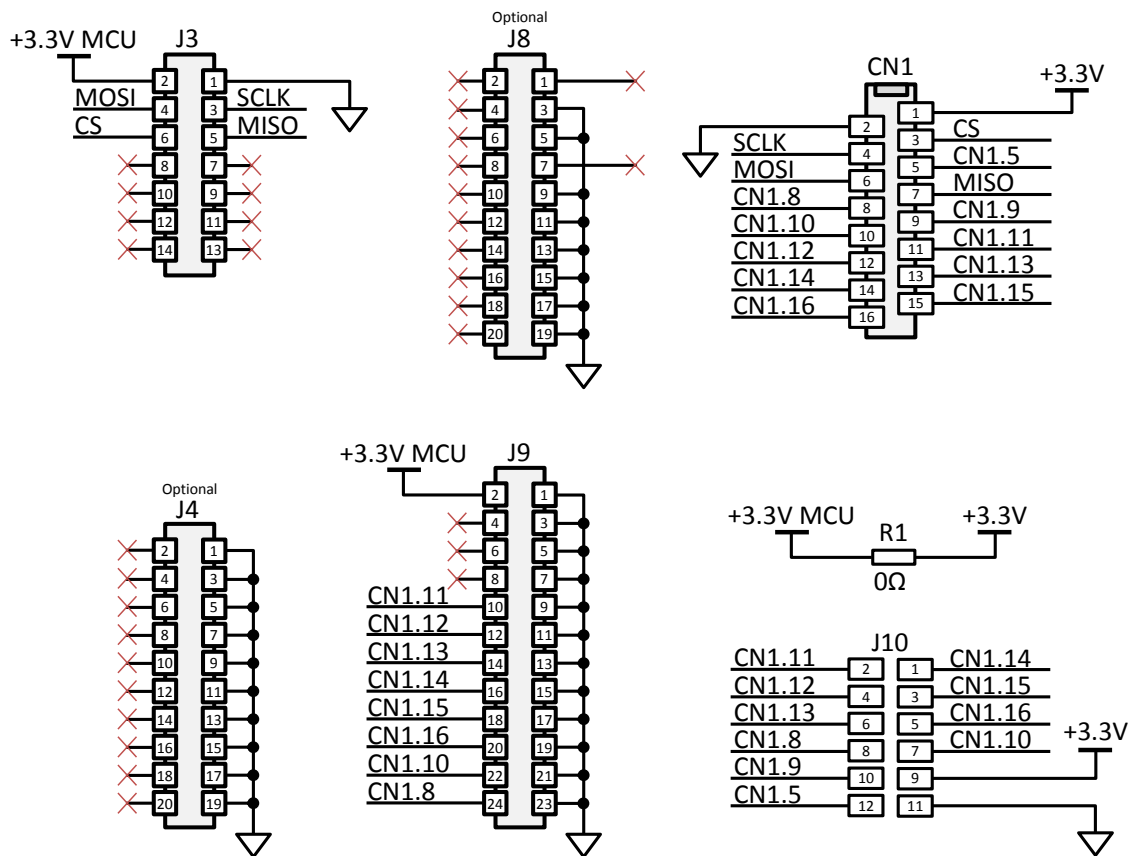 +3.3V MCU
J3
2 1
MOSI 4 3 SCLK
CS 6 5 MISO
8 7
10 9
12 11
14 13
Optional
J8
2 1
4 3
6 5
8 7
10 9
12 11
14 13
16 15
18 17
20 19
CN1
+3.3V
1
2
3 CS
SCLK 4
5 CN1.5
MOSI 6
7 MISO
CN1.8 8
9 CN1.9
CN1.10 10
11 CN1.11
CN1.12 12
13 CN1.13
CN1.14 14
15 CN1.15
CN1.16 16
Optional
J4
2 1
4 3
6 5
8 7
10 9
12 11
14 13
16 15
18 17
20 19
+3.3V MCU
J9
2 1
4 3
6 5
8 7
CN1.11 10 9
CN1.12 12 11
CN1.13 14 13
CN1.14 16 15
CN1.15 18 17
CN1.16 20 19
CN1.10 22 21
CN1.8 24 23
+3.3V MCU
R1
+3.3V
0Ω
J10
CN1.11 2 1 CN1.14
CN1.12 4 3 CN1.15
CN1.13 6 5 CN1.16
+3.3V
CN1.8 8 7 CN1.10
CN1.9 10 9
CN1.5 12 11